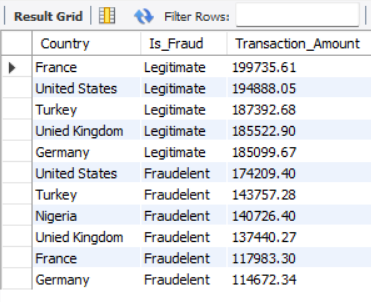 Result Grid Filter Rows:
Country Is_Fraud Transaction_Amount
France Legitimate 199735.61
United States Legitimate 194888.05
Turkey Legitimate 187392.68
Unied Kingdom Legitimate 185522.90
Germany Legitimate 185099.67
United States Fraudelent 174209.40
Turkey Fraudelent 143757.28
Nigeria Fraudelent 140726.40
Unied Kingdom Fraudelent 137440.27
France Fraudelent 117983.30
Germany Fraudelent 114672.34